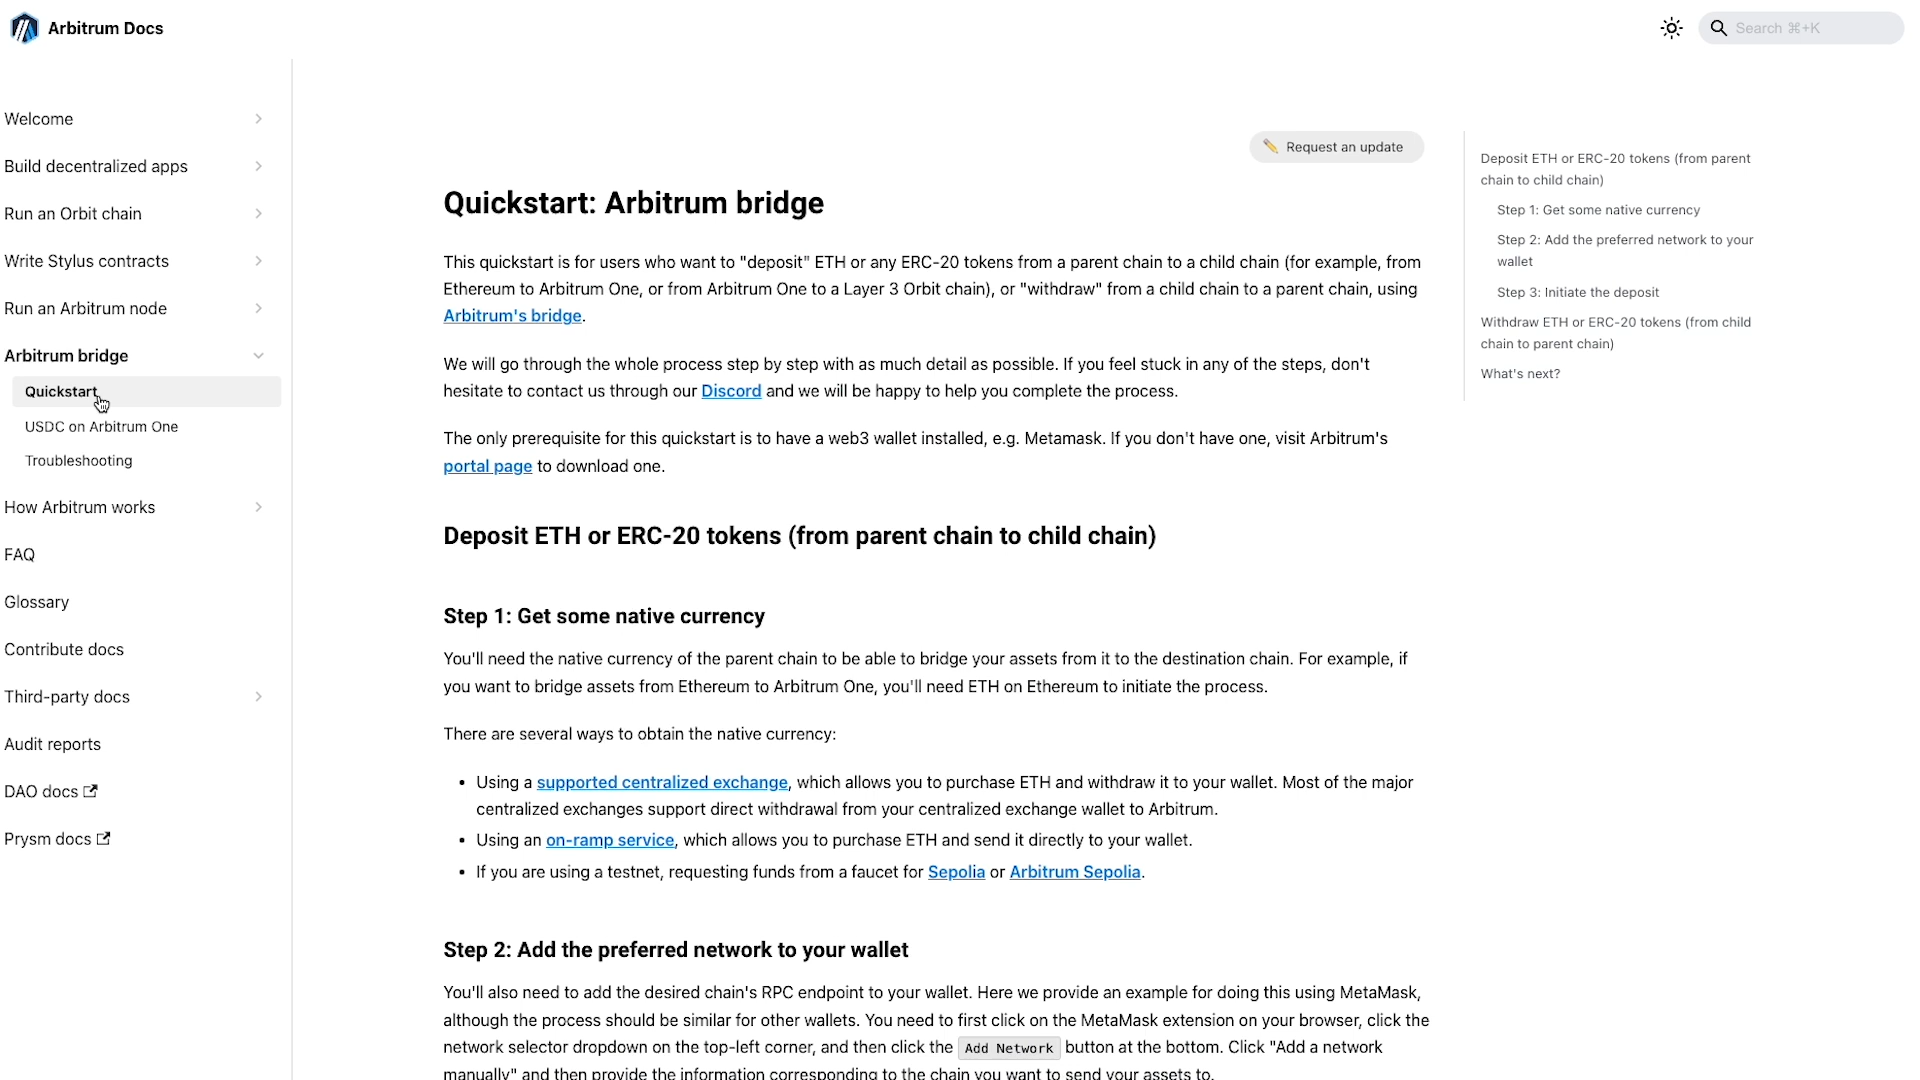 Arbitrum Docs
Search ⌘+K
Welcome
Build decentralized apps
Run an Orbit chain
Write Stylus contracts
Run an Arbitrum node
Arbitrum bridge
Quickstart
USDC on Arbitrum One
Troubleshooting
How Arbitrum works
FAQ
Glossary
Contribute docs
Third-party docs
Audit reports
DAO docs
Prysm docs
Request an update
Quickstart: Arbitrum bridge
This quickstart is for users who want to "deposit" ETH or any ERC-20 tokens from a parent chain to a child chain (for example, from
Ethereum to Arbitrum One, or from Arbitrum One to a Layer 3 Orbit chain), or "withdraw" from a child chain to a parent chain, using
Arbitrum's bridge.
We will go through the whole process step by step with as much detail as possible. If you feel stuck in any of the steps, don't
hesitate to contact us through our Discord and we will be happy to help you complete the process.
The only prerequisite for this quickstart is to have a web3 wallet installed, e.g. Metamask. If you don't have one, visit Arbitrum's
portal page to download one.
Deposit ETH or ERC-20 tokens (from parent chain to child chain)
Step 1: Get some native currency
You'll need the native currency of the parent chain to be able to bridge your assets from it to the destination chain. For example, if
you want to bridge assets from Ethereum to Arbitrum One, you'll need ETH on Ethereum to initiate the process.
There are several ways to obtain the native currency:
• Using a supported centralized exchange, which allows you to purchase ETH and withdraw it to your wallet. Most of the major
centralized exchanges support direct withdrawal from your centralized exchange wallet to Arbitrum.
• Using an on-ramp service, which allows you to purchase ETH and send it directly to your wallet.
• If you are using a testnet, requesting funds from a faucet for Sepolia or Arbitrum Sepolia.
Step 2: Add the preferred network to your wallet
You'll also need to add the desired chain's RPC endpoint to your wallet. Here we provide an example for doing this using MetaMask,
although the process should be similar for other wallets. You need to first click on the MetaMask extension on your browser, click the
network selector dropdown on the top-left corner, and then click the Add Network button at the bottom. Click "Add a network
manually" and then provide the information corresponding to the chain you want to send your assets to.
Deposit ETH or ERC-20 tokens (from parent
chain to child chain)
Step 1: Get some native currency
Step 2: Add the preferred network to your
wallet
Step 3: Initiate the deposit
Withdraw ETH or ERC-20 tokens (from child
chain to parent chain)
What's next?